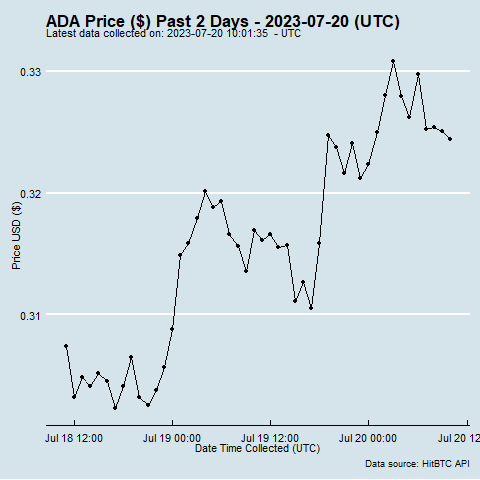 ADA Price ($) Past 2 Days - 2023-07-20 (UTC)
Latest data collected on: 2023-07-20 10:01:35 - UTC
0.33
0.32
0.31
Price USD ($)
Jul 18 12:00 Jul 19 00:00 Jul 19 12:00 Jul 20 00:00 Jul 20 12
Date Time Collected (UTC)
Data source: HitBTC API